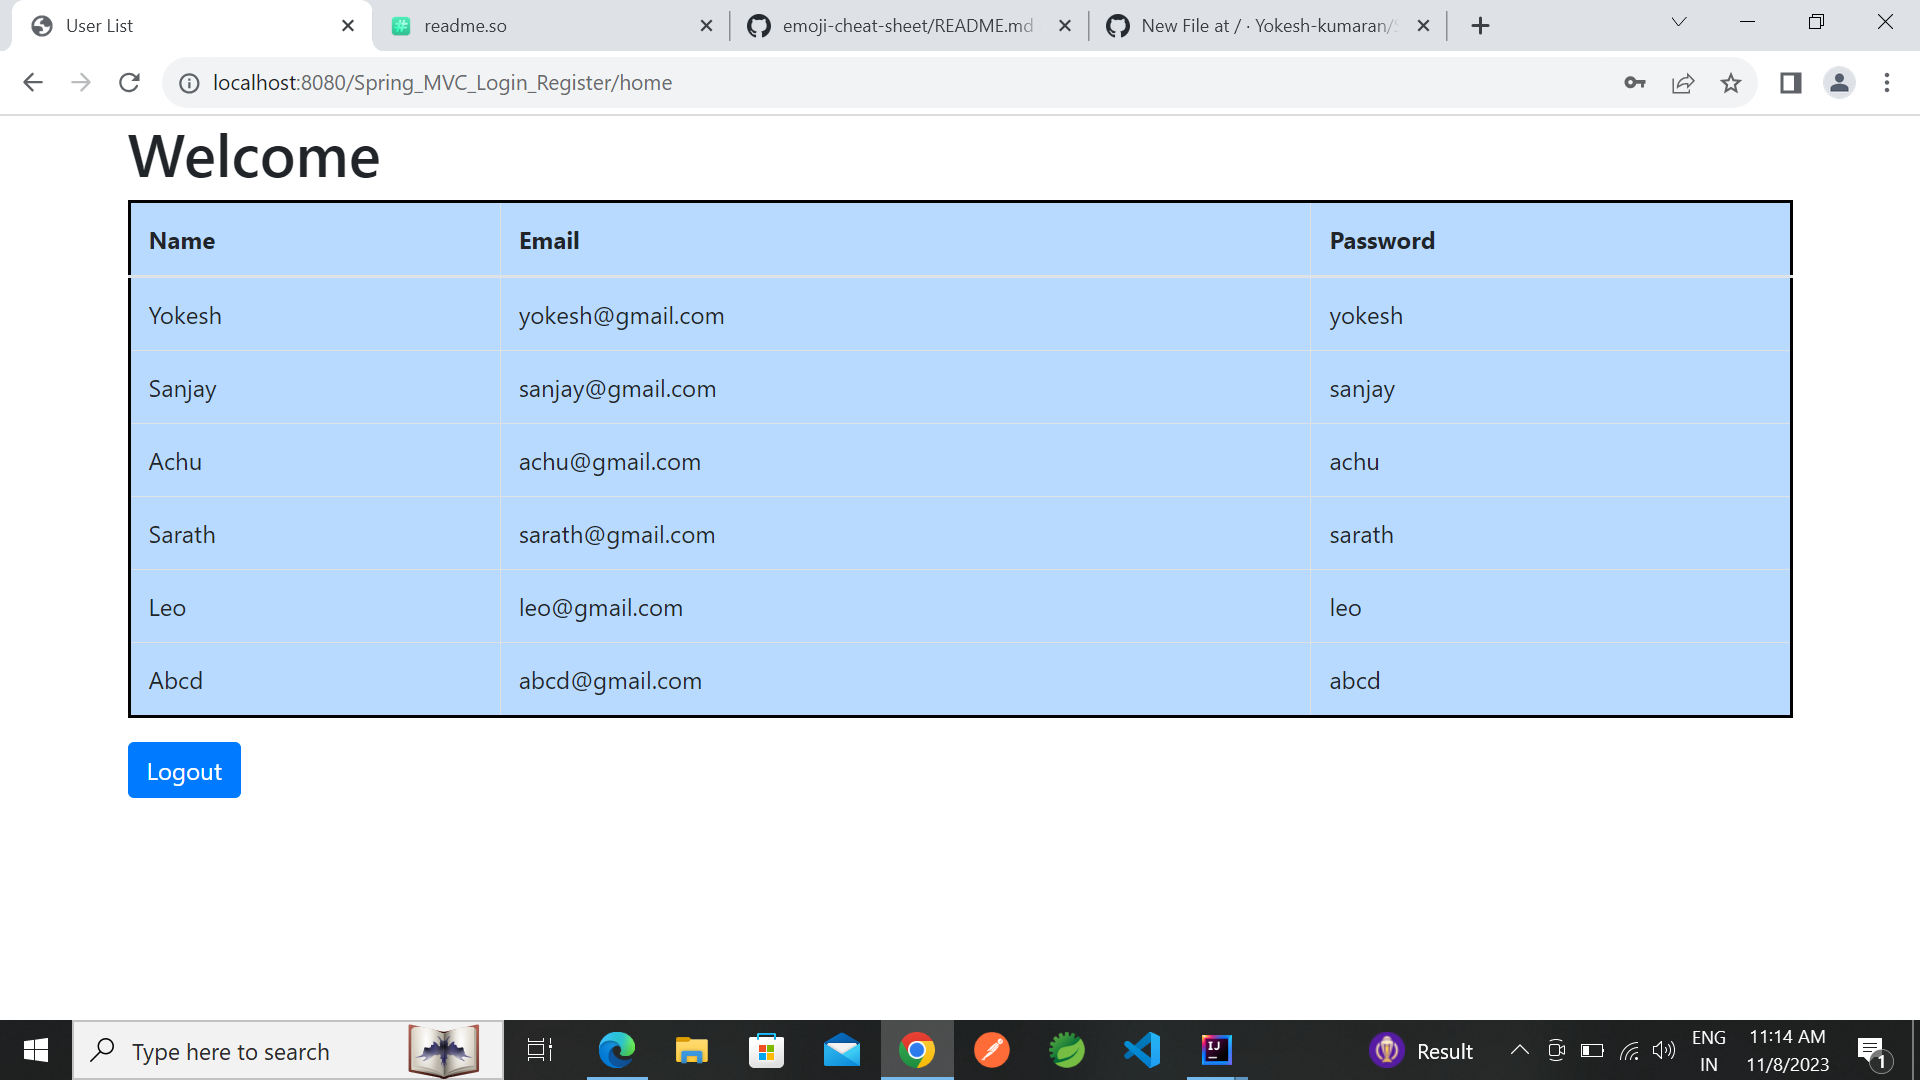 User List
readme.so
emoji-cheat-sheet/README.md
New File at / · Yokesh-kumaran/
localhost:8080/Spring_MVC_Login_Register/home
Welcome
Name Email Password
Yokesh yokesh@gmail.com yokesh
Sanjay sanjay@gmail.com sanjay
Achu achu@gmail.com achu
Sarath sarath@gmail.com sarath
Leo leo@gmail.com leo
Abcd abcd@gmail.com abcd
Logout
Type here to search
IJ
Result
ENG
IN
11:14 AM
11/8/2023
1